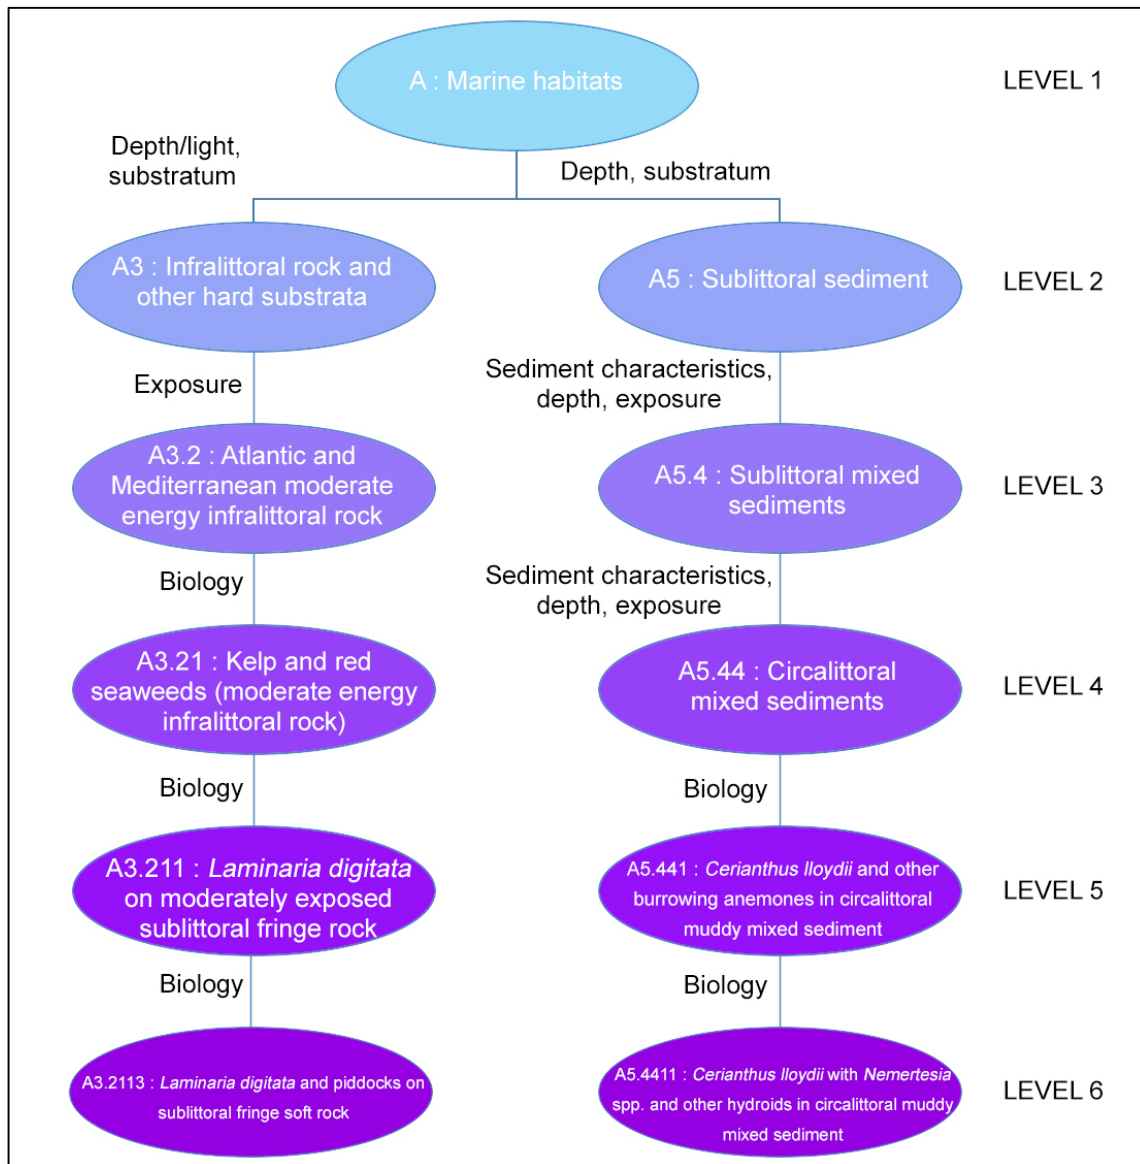 A : Marine habitats
LEVEL 1
Depth/light,
substratum
Depth, substratum
A3 : Infralittoral rock and
other hard substrata
A5 : Sublittoral sediment
LEVEL 2
Exposure
Sediment characteristics,
depth, exposure
A3.2 : Atlantic and
Mediterranean moderate
energy infralittoral rock
A5.4 : Sublittoral mixed
sediments
LEVEL 3
Biology
Sediment characteristics,
depth, exposure
A3.21 : Kelp and red
seaweeds (moderate energy
infralittoral rock)
A5.44 : Circalittoral
mixed sediments
LEVEL 4
Biology
Biology
A3.211 : Laminaria digitata
on moderately exposed
sublittoral fringe rock
A5.441 : Cerianthus lloydii and other
burrowing anemones in circalittoral
muddy mixed sediment
LEVEL 5
Biology
Biology
A3.2113 : Laminaria digitata and piddocks on
sublittoral fringe soft rock
A5.4411 : Cerianthus lloydii with Nemertesia
spp. and other hydroids in circalittoral muddy
mixed sediment
LEVEL 6